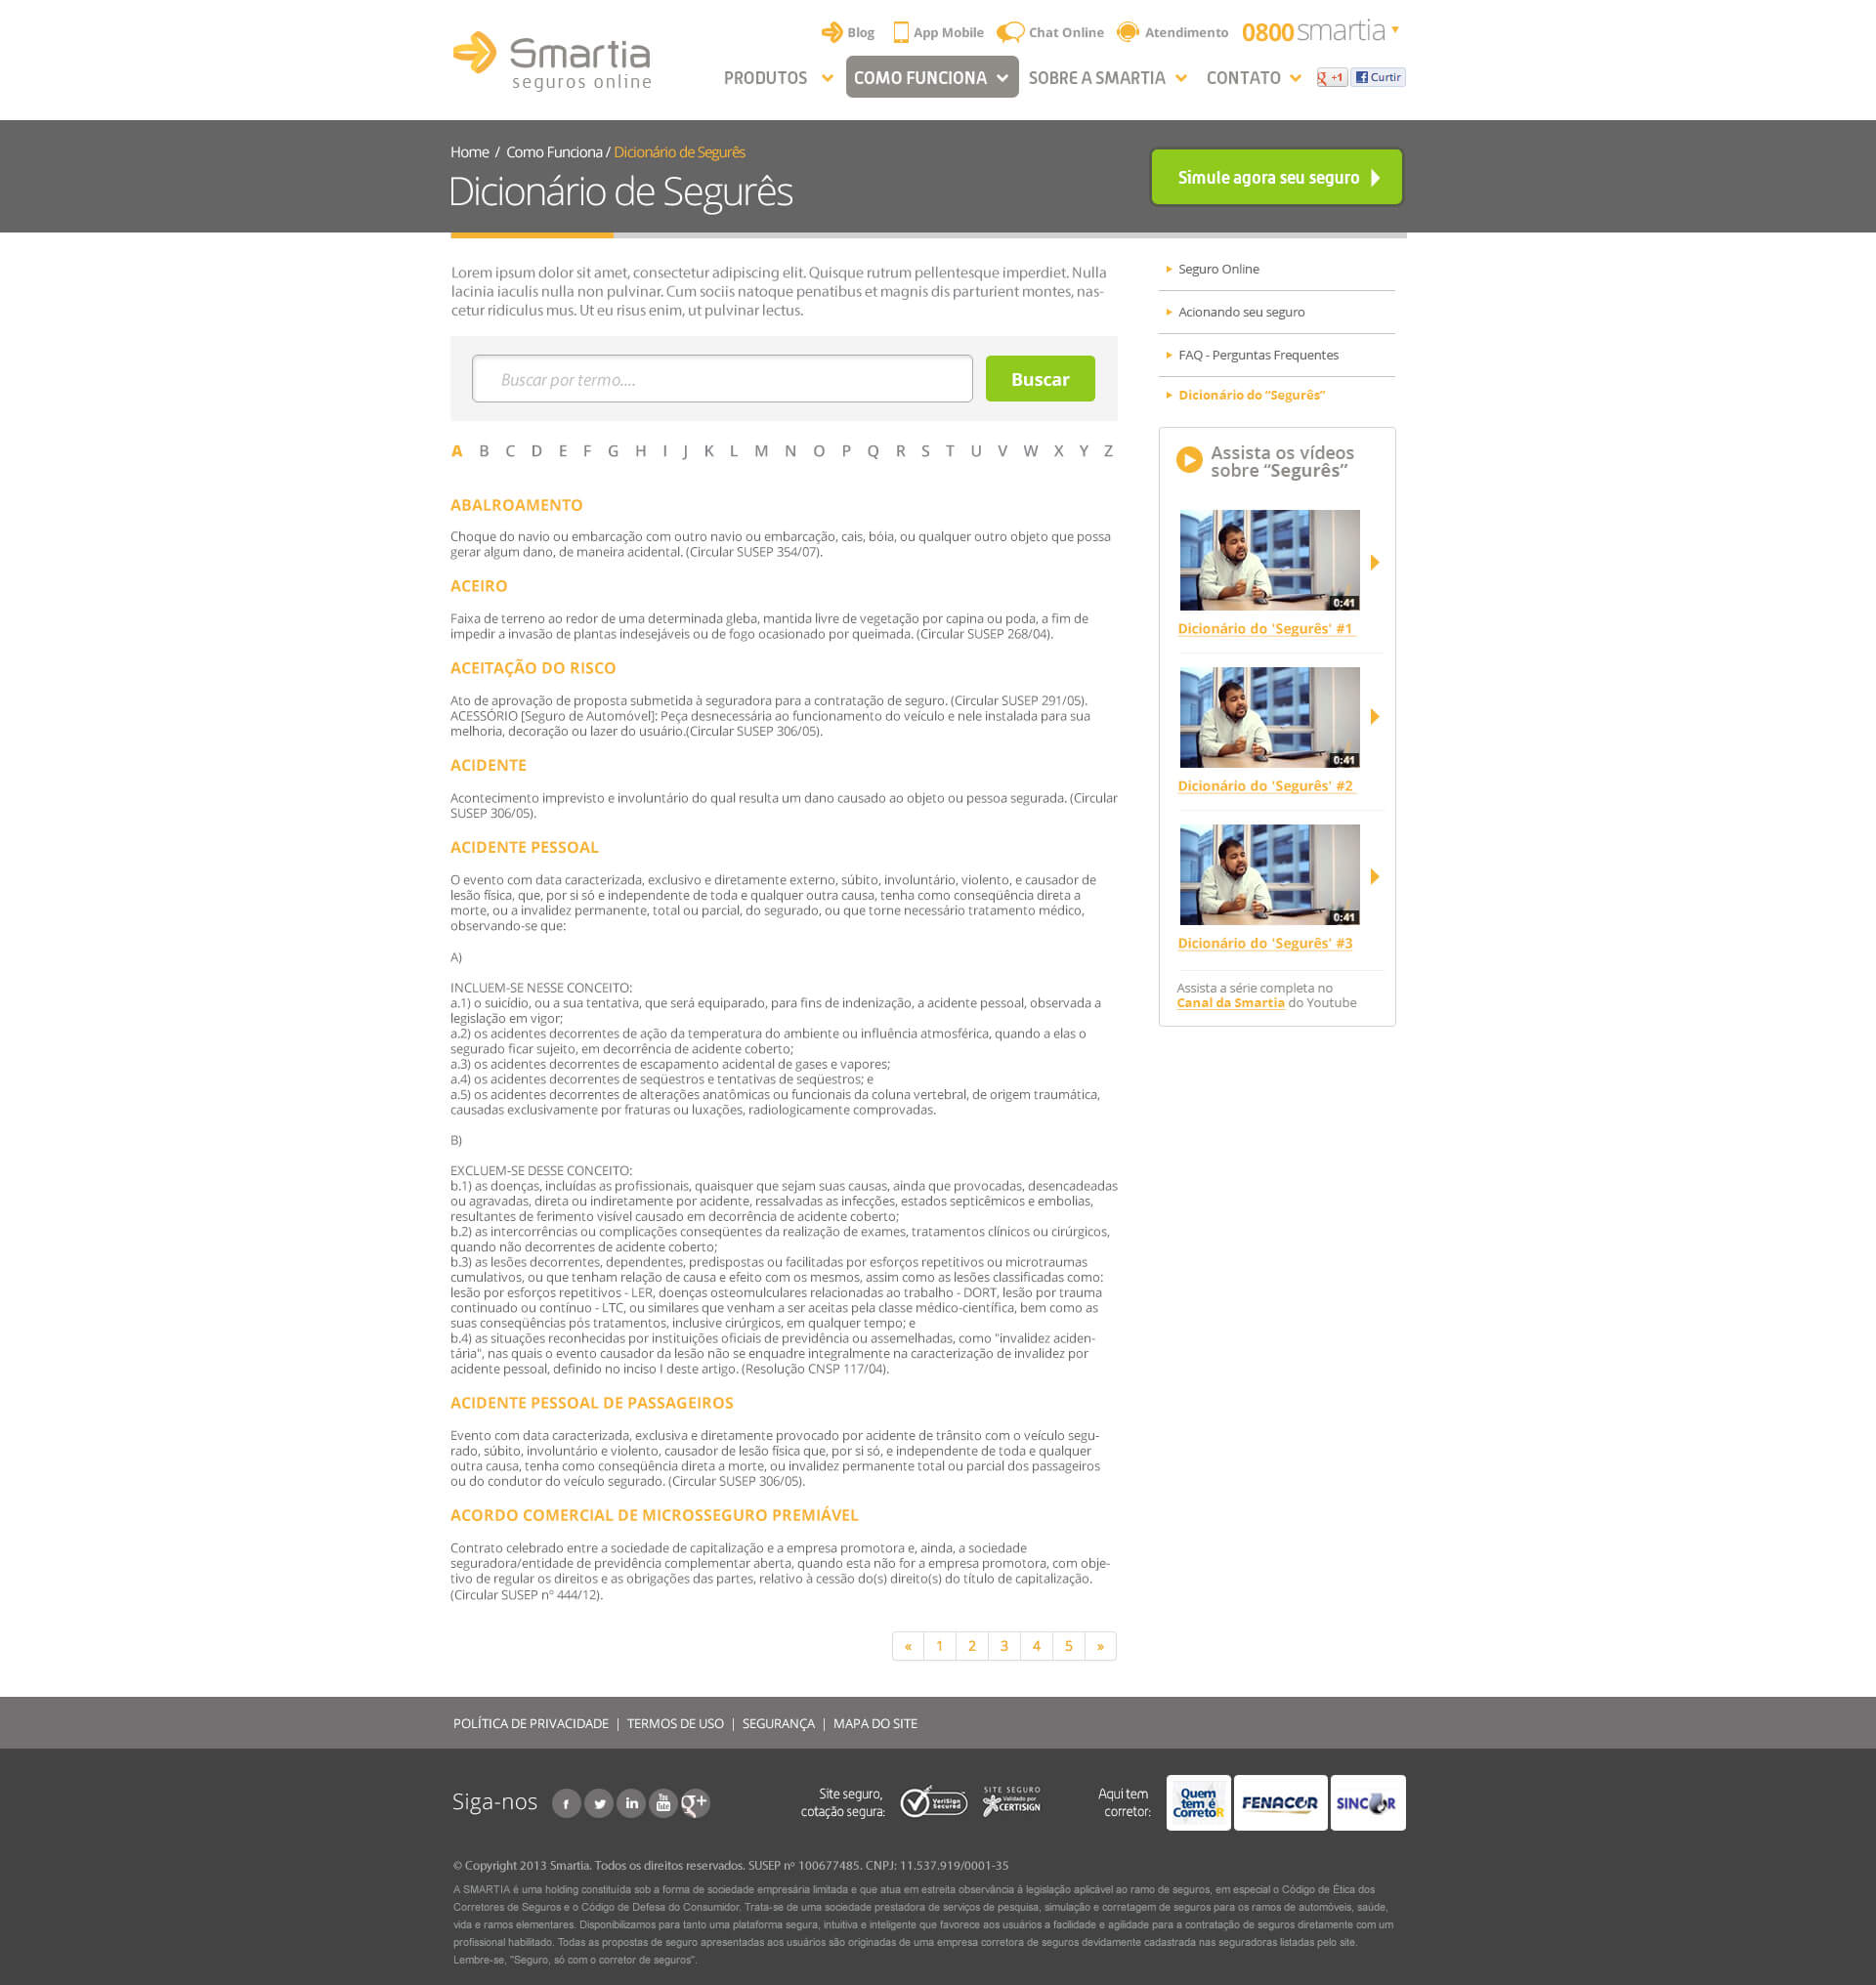 Smartia
seguros online
Blog App Mobile Chat Online Atendimento 0800 smartia
PRODUTOS COMO FUNCIONA SOBRE A SMARTIA CONTATO +1 Curtir
Home / Como Funciona / Dicionário de Segurês
Dicionário de Segurês
Simule agora seu seguro
Lorem ipsum dolor sit amet, consectetur adipiscing elit. Quisque rutrum pellentesque imperdiet. Nulla
lacinia iaculis nulla non pulvinar. Cum sociis natoque penatibus et magnis dis parturient montes, nas-
cetur ridiculus mus. Ut eu risus enim, ut pulvinar lectus.
Buscar por termo....
Buscar
A B C D E F G H I J K L M N O P Q R S T U V W X Y Z
ABALROAMENTO
Choque do navio ou embarcação com outro navio ou embarcação, cais, bóia, ou qualquer outro objeto que possa
gerar algum dano, de maneira acidental. (Circular SUSEP 354/07).
ACEIRO
Faixa de terreno ao redor de uma determinada gleba, mantida livre de vegetação por capina ou poda, a fim de
impedir a invasão de plantas indesejáveis ou de fogo ocasionado por queimada. (Circular SUSEP 268/04).
ACEITAÇÃO DO RISCO
Ato de aprovação de proposta submetida à seguradora para a contratação de seguro. (Circular SUSEP 291/05).
ACESSÓRIO [Seguro de Automóvel]: Peça desnecessária ao funcionamento do veículo e nele instalada para sua
melhoria, decoração ou lazer do usuário.(Circular SUSEP 306/05).
ACIDENTE
Acontecimento imprevisto e involuntário do qual resulta um dano causado ao objeto ou pessoa segurada. (Circular
SUSEP 306/05).
ACIDENTE PESSOAL
O evento com data caracterizada, exclusivo e diretamente externo, súbito, involuntário, violento, e causador de
lesão física, que, por si só e independente de toda e qualquer outra causa, tenha como conseqüência direta a
morte, ou a invalidez permanente, total ou parcial, do segurado, ou que torne necessário tratamento médico,
observando-se que:
A)
INCLUEM-SE NESSE CONCEITO:
a.1) o suicídio, ou a sua tentativa, que será equiparado, para fins de indenização, a acidente pessoal, observada a
legislação em vigor;
a.2) os acidentes decorrentes de ação da temperatura do ambiente ou influência atmosférica, quando a elas o
segurado ficar sujeito, em decorrência de acidente coberto;
a.3) os acidentes decorrentes de escapamento acidental de gases e vapores;
a.4) os acidentes decorrentes de seqüestros e tentativas de seqüestros; e
a.5) os acidentes decorrentes de alterações anatômicas ou funcionais da coluna vertebral, de origem traumática,
causadas exclusivamente por fraturas ou luxações, radiologicamente comprovadas.
B)
EXCLUEM-SE DESSE CONCEITO:
b.1) as doenças, incluídas as profissionais, quaisquer que sejam suas causas, ainda que provocadas, desencadeadas
ou agravadas, direta ou indiretamente por acidente, ressalvadas as infecções, estados septicêmicos e embolias,
resultantes de ferimento visível causado em decorrência de acidente coberto;
b.2) as intercorrências ou complicações conseqüentes da realização de exames, tratamentos clínicos ou cirúrgicos,
quando não decorrentes de acidente coberto;
b.3) as lesões decorrentes, dependentes, predispostas ou facilitadas por esforços repetitivos ou microtraumas
cumulativos, ou que tenham relação de causa e efeito com os mesmos, assim como as lesões classificadas como:
lesão por esforços repetitivos - LER, doenças osteomulculares relacionadas ao trabalho - DORT, lesão por trauma
continuado ou contínuo - LTC, ou similares que venham a ser aceitas pela classe médico-científica, bem como as
suas conseqüências pós tratamentos, inclusive cirúrgicos, em qualquer tempo; e
b.4) as situações reconhecidas por instituições oficiais de previdência ou assemelhadas, como "invalidez aciden-
tária", nas quais o evento causador da lesão não se enquadre integralmente na caracterização de invalidez por
acidente pessoal, definido no inciso I deste artigo. (Resolução CNSP 117/04).
ACIDENTE PESSOAL DE PASSAGEIROS
Evento com data caracterizada, exclusiva e diretamente provocado por acidente de trânsito com o veículo segu-
rado, súbito, involuntário e violento, causador de lesão física que, por si só, e independente de toda e qualquer
outra causa, tenha como conseqüência direta a morte, ou invalidez permanente total ou parcial dos passageiros
ou do condutor do veículo segurado. (Circular SUSEP 306/05).
ACORDO COMERCIAL DE MICROSSEGURO PREMIÁVEL
Contrato celebrado entre a sociedade de capitalização e a empresa promotora e, ainda, a sociedade
seguradora/entidade de previdência complementar aberta, quando esta não for a empresa promotora, com obje-
tivo de regular os direitos e as obrigações das partes, relativo à cessão do(s) direito(s) do título de capitalização.
(Circular SUSEP nº 444/12).
« 1 2 3 4 5 »
Seguro Online
Acionando seu seguro
FAQ - Perguntas Frequentes
Dicionário do “Segurês”
Assista os vídeos
sobre “Segurês”
0:41
Dicionário do 'Segurês' #1
0:41
Dicionário do 'Segurês' #2
0:41
Dicionário do 'Segurês' #3
Assista a série completa no
Canal da Smartia do Youtube
POLÍTICA DE PRIVACIDADE | TERMOS DE USO | SEGURANÇA | MAPA DO SITE
Siga-nos
f in You Tube g+
Site seguro,
cotação segura:
VeriSign
Secured
SITE SEGURO
Validado por
CERTISIGN
Aqui tem
corretor:
Quem
tem é
CorretoR
FENACOR
SINCOR
© Copyright 2013 Smartia. Todos os direitos reservados. SUSEP nº 100677485. CNPJ: 11.537.919/0001-35
A SMARTIA é uma holding constituída sob a forma de sociedade empresária limitada e que atua em estreita observância à legislação aplicável ao ramo de seguros, em especial o Código de Ética dos
Corretores de Seguros e o Código de Defesa do Consumidor. Trata-se de uma sociedade prestadora de serviços de pesquisa, simulação e corretagem de seguros para os ramos de automóveis, saúde,
vida e ramos elementares. Disponibilizamos para tanto uma plataforma segura, intuitiva e inteligente que favorece aos usuários a facilidade e agilidade para a contratação de seguros diretamente com um
profissional habilitado. Todas as propostas de seguro apresentadas aos usuários são originadas de uma empresa corretora de seguros devidamente cadastrada nas seguradoras listadas pelo site.
Lembre-se, "Seguro, só com o corretor de seguros".